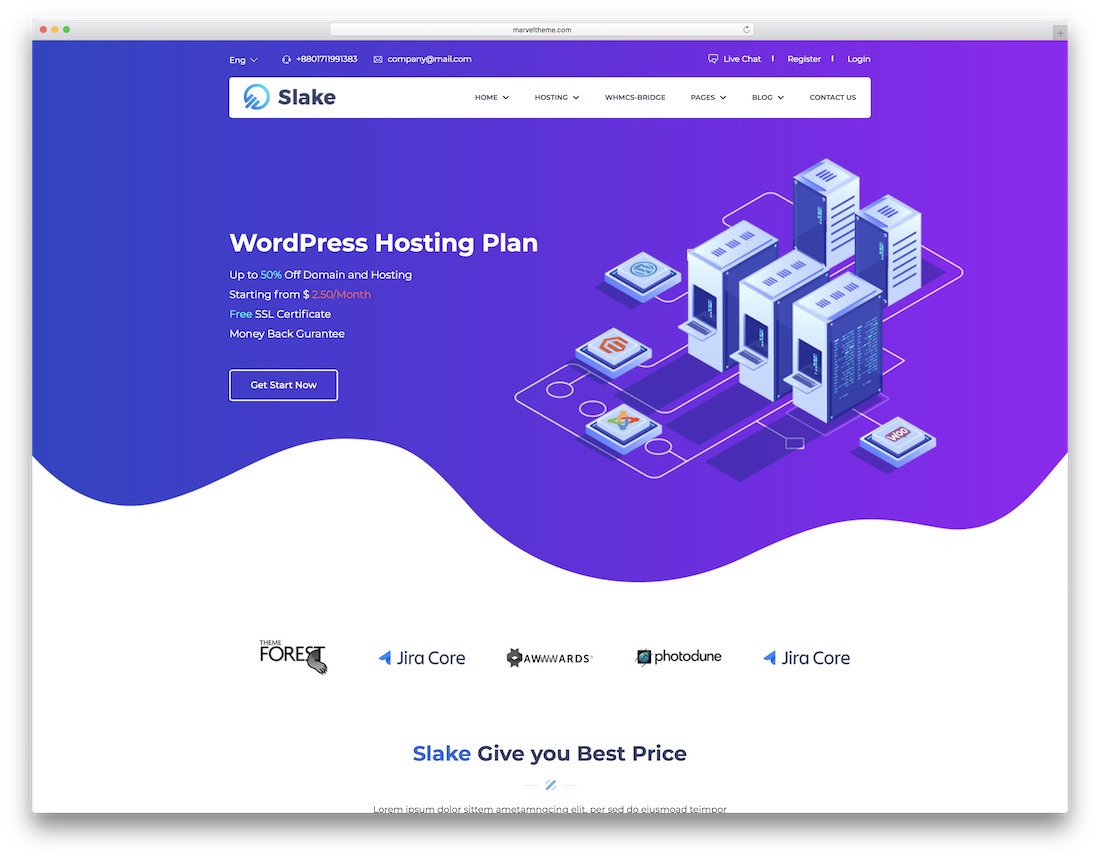 marveltheme.com
Eng +8801711991383 company@mail.com Live Chat Register Login
Slake HOME HOSTING WHMCS-BRIDGE PAGES BLOG CONTACT US
WordPress Hosting Plan
Up to 50% Off Domain and Hosting
Starting from $ 2.50/Month
Free SSL Certificate
Money Back Gurantee
Get Start Now
WOO
THEME
FOREST
Jira Core
AWWWARDS
photodune
Jira Core
Slake Give you Best Price
Lorem ipsum dolor sittem ametamngcing elit, per sed do eiusmoad teimpor